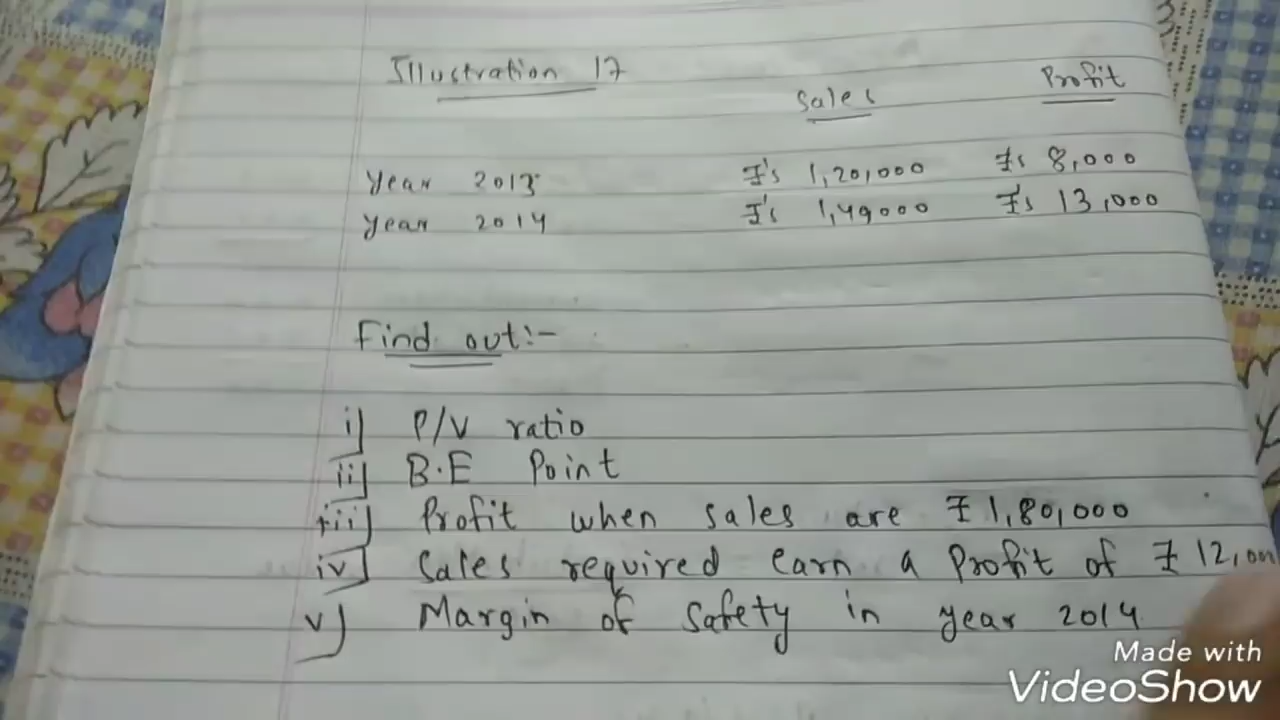 Illustration 17
Sales Profit
Year 2013 ₹'s 1,20,000 ₹s 8,000
Year 2014 ₹'s 1,49000 ₹'s 13,000
Find out:-
i) P/V ratio
ii) B.E Point
iii) Profit when sales are ₹ 1,80,000
iv) Sales required earn a Profit of ₹ 12,000
v) Margin of Safety in year 2014
Made with
VideoShow